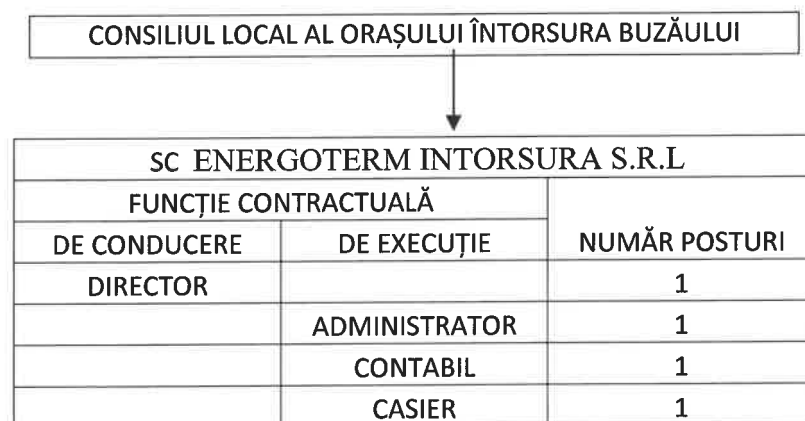 CONSILIUL LOCAL AL ORAȘULUI ÎNTORSURA BUZĂULUI
SC ENERGOTERM INTORSURA S.R.L
FUNCȚIE CONTRACTUALĂ
DE CONDUCERE DE EXECUȚIE NUMĂR POSTURI
DIRECTOR 1
ADMINISTRATOR 1
CONTABIL 1
CASIER 1